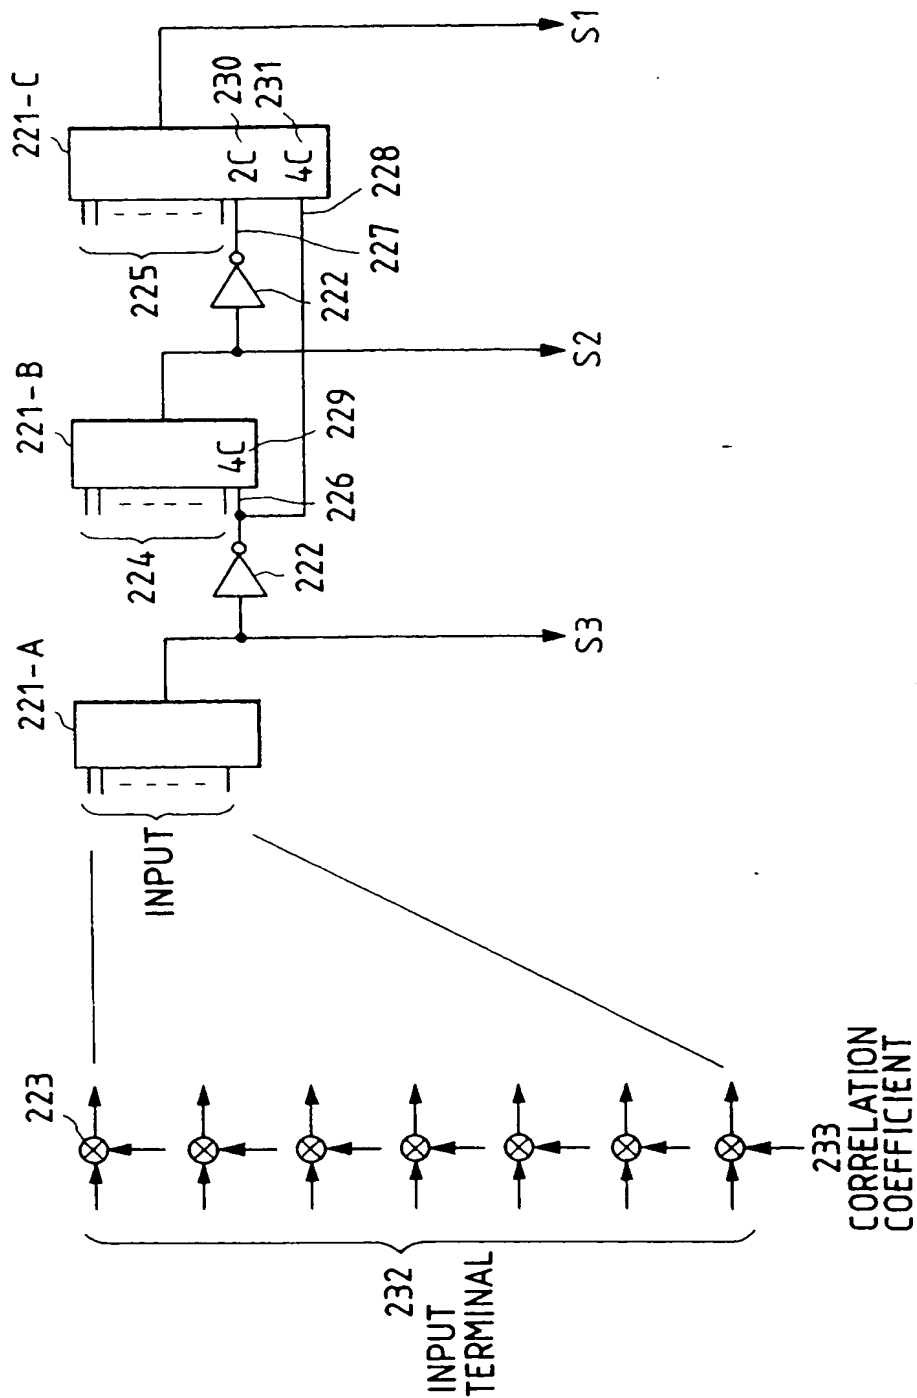 221-A
221-B
221-C
INPUT
224
225
4C
229
226
2C
230
4C
231
227
228
222
222
S3
S2
S1
223
232
INPUT
TERMINAL
233
CORRELATION
COEFFICIENT